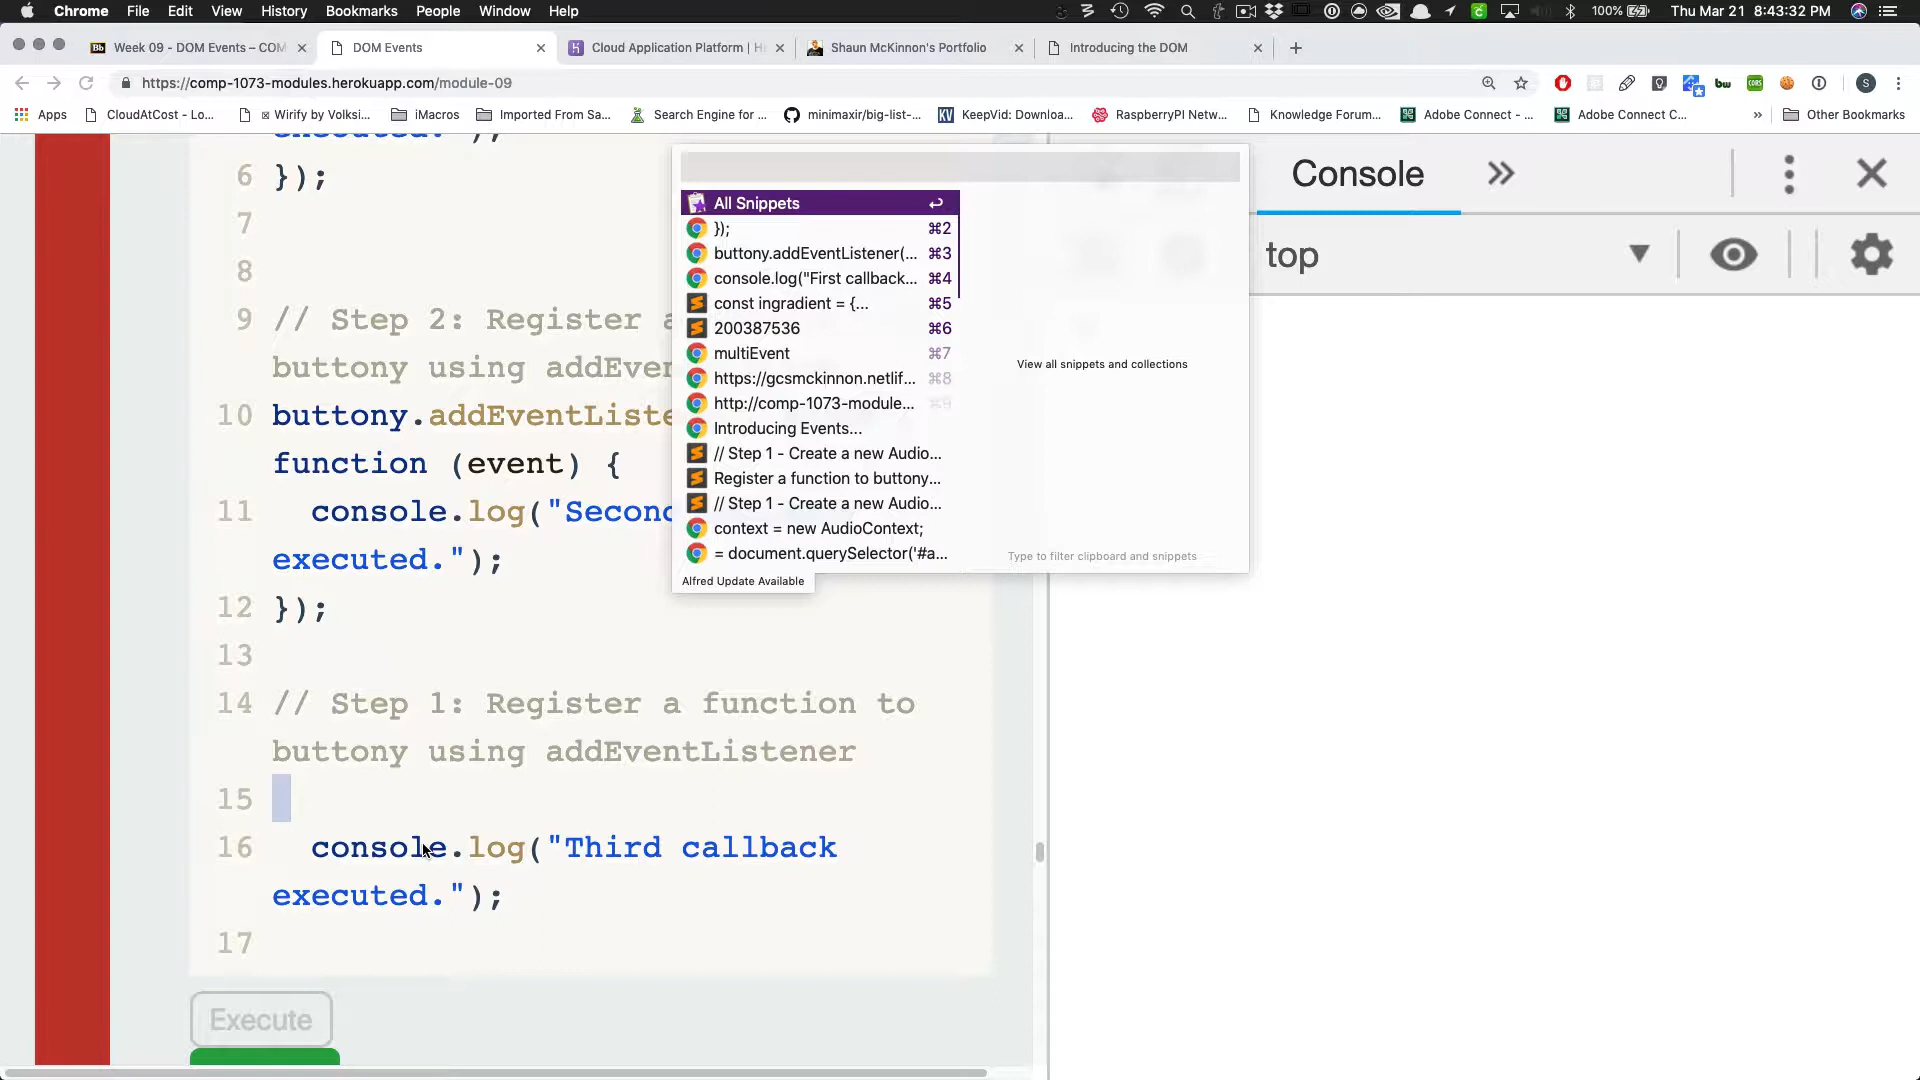 Chrome File Edit View History Bookmarks People Window Help
100% Thu Mar 21 8:43:32 PM
Week 09 - DOM Events – COM
DOM Events
Cloud Application Platform | H
Shaun McKinnon's Portfolio
Introducing the DOM
https://comp-1073-modules.herokuapp.com/module-09
Apps
CloudAtCost - Lo...
Wirify by Volksi...
iMacros
Imported From Sa...
Search Engine for ...
minimaxir/big-list-...
KeepVid: Downloa...
RaspberryPI Netw...
Knowledge Forum...
Adobe Connect - ...
Adobe Connect C...
»
Other Bookmarks
executed.");
6 });
7
8
9 // Step 2: Register a
buttony using addEven
10 buttony.addEventListe
function (event) {
11 console.log("Second
executed.");
12 });
13
14 // Step 1: Register a function to
buttony using addEventListener
15
16 console.log("Third callback
executed.");
17
Execute
All Snippets
}); ⌘2
buttony.addEventListener(... ⌘3
console.log("First callback... ⌘4
const ingradient = {... ⌘5
200387536 ⌘6
multiEvent ⌘7
https://gcsmckinnon.netlif... ⌘8
http://comp-1073-module... ⌘9
Introducing Events...
// Step 1 - Create a new Audio...
Register a function to buttony...
// Step 1 - Create a new Audio...
context = new AudioContext;
= document.querySelector('#a...
View all snippets and collections
Type to filter clipboard and snippets
Alfred Update Available
Console »
top